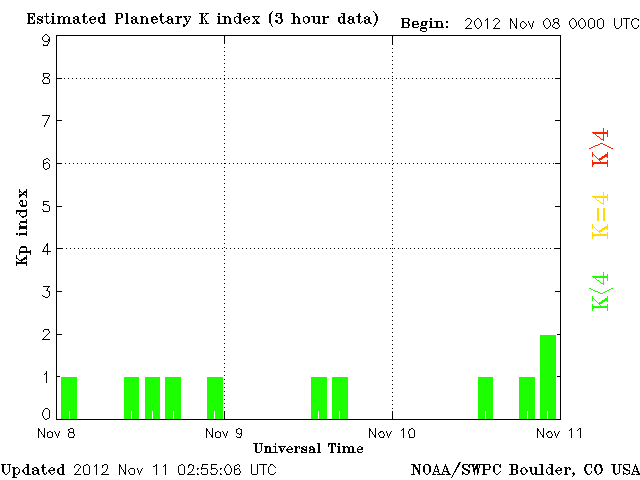 Estimated Planetary K index (3 hour data) Begin: 2012 Nov 08 0000 UTC
9
8
7
6
5
4
3
2
1
0
Kp index
K>4
K=4
K<4
Nov 8 Nov 9 Nov 10 Nov 11
Universal Time
Updated 2012 Nov 11 02:55:06 UTC NOAA/SWPC Boulder, CO USA